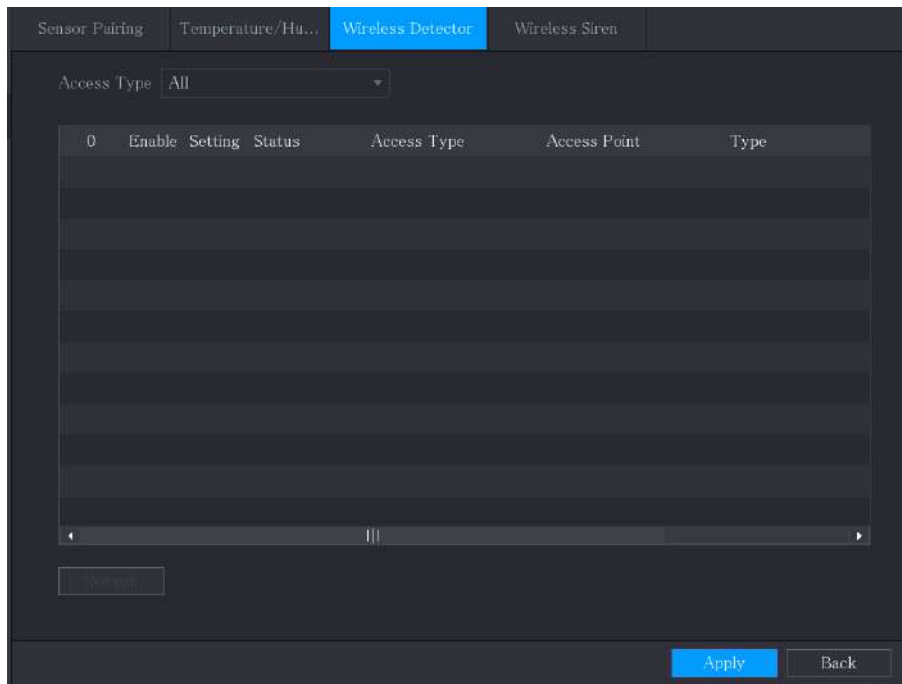 Sensor Pairing Temperature/Hu... Wireless Detector Wireless Siren
Access Type All
0 Enable Setting Status Access Type Access Point Type
Apply Back